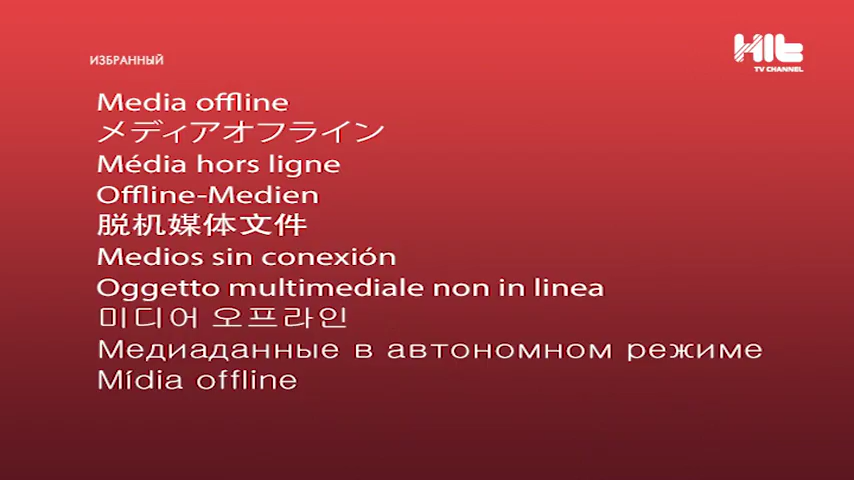 ИЗБРАННЫЙ
HIt
TV CHANNEL
Media offline
メディアオフライン
Média hors ligne
Offline-Medien
脱机媒体文件
Medios sin conexión
Oggetto multimediale non in linea
미디어 오프라인
Медиаданные в автономном режиме
Mídia offline